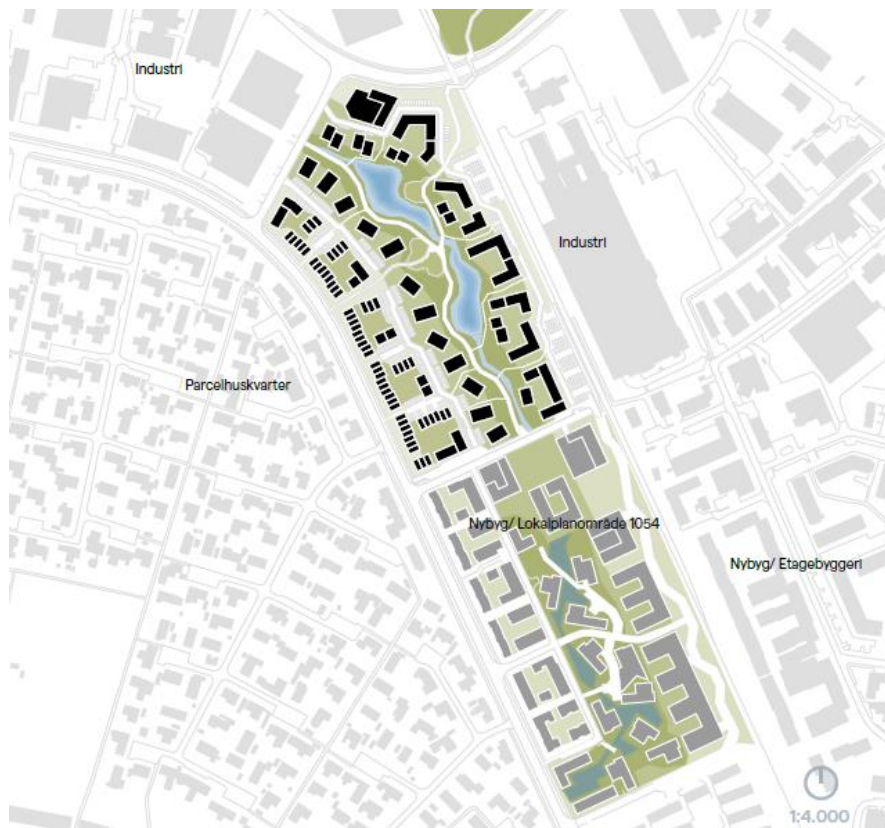 Industri
Industri
Parcelhuskvarter
Nybyg/ Lokalplanområde 1054
Nybyg/ Etagebyggeri
1:4.000